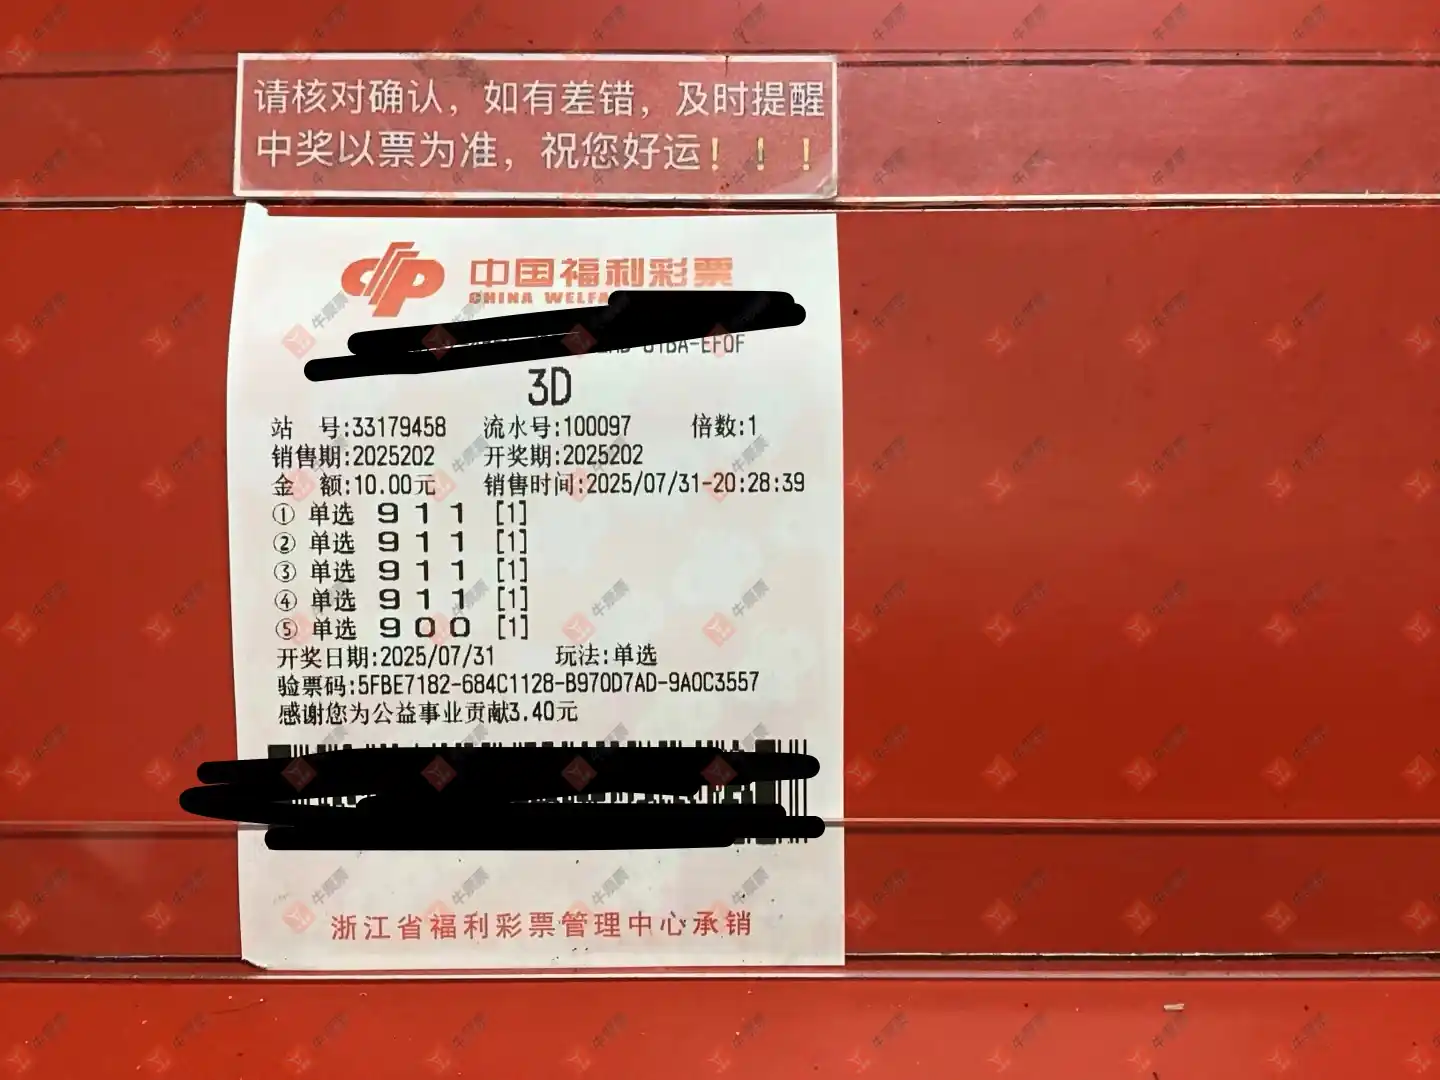 请核对确认，如有差错，及时提醒
中奖以票为准，祝您好运！！！
中国福利彩票
CHINA WELFA
01BA-EF0F
3D
站 号:33179458 流水号:100097 倍数:1
销售期:2025202 开奖期:2025202
金 额:10.00元 销售时间:2025/07/31-20:28:39
① 单选 9 1 1 [1]
② 单选 9 1 1 [1]
③ 单选 9 1 1 [1]
④ 单选 9 1 1 [1]
⑤ 单选 9 0 0 [1]
开奖日期:2025/07/31 玩法:单选
验票码:5FBE7182-684C1128-B970D7AD-9A0C3557
感谢您为公益事业贡献3.40元
浙江省福利彩票管理中心承销
牛票票